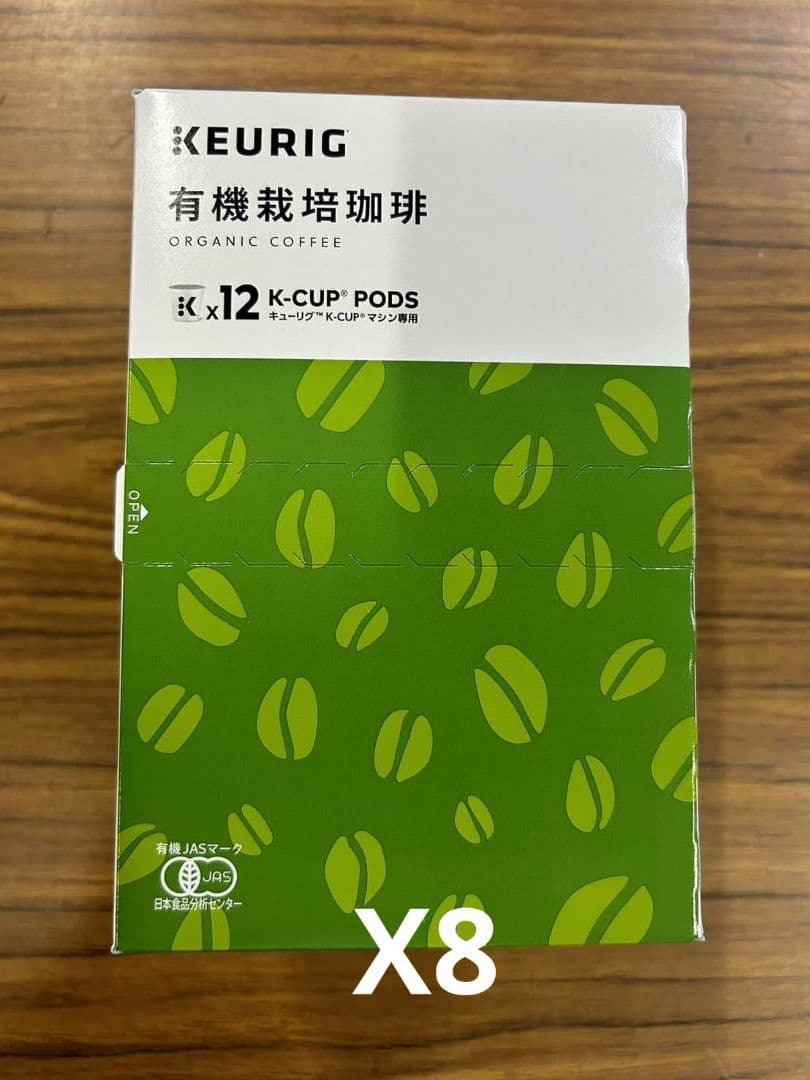 KEURIG
有機栽培珈琲
ORGANIC COFFEE
K x12 K-CUP® PODS
キューリグ™ K-CUP® マシン専用
OPEN
有機JASマーク
JAS
日本食品分析センター
X8